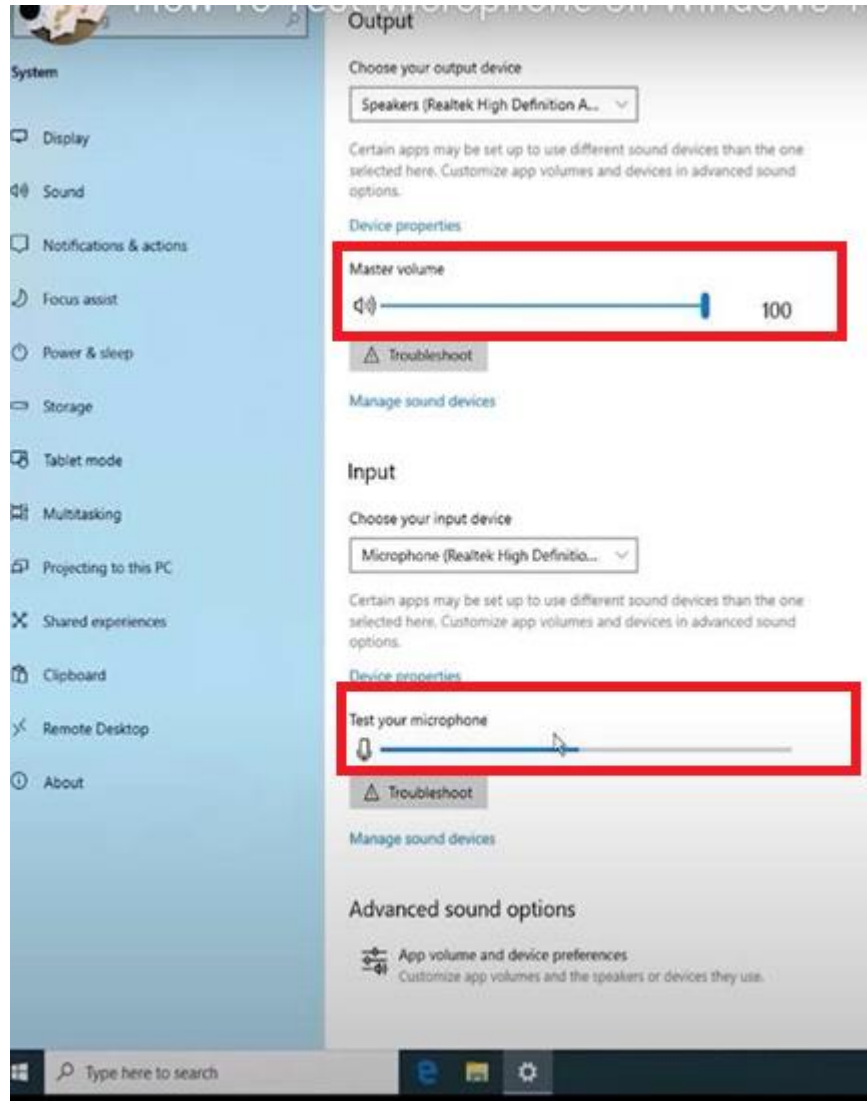 How To Test Microphone on Windows
Output
System
Choose your output device
Speakers (Realtek High Definition A...
Display
Certain apps may be set up to use different sound devices than the one
selected here. Customize app volumes and devices in advanced sound
options.
Sound
Device properties
Notifications & actions
Master volume
Focus assist
100
Power & sleep
Troubleshoot
Storage
Manage sound devices
Tablet mode
Input
Multitasking
Choose your input device
Microphone (Realtek High Definitio...
Projecting to this PC
Certain apps may be set up to use different sound devices than the one
selected here. Customize app volumes and devices in advanced sound
options.
Shared experiences
Clipboard
Device properties
Test your microphone
Remote Desktop
About
Troubleshoot
Manage sound devices
Advanced sound options
App volume and device preferences
Customize app volumes and the speakers or devices they use.
Type here to search